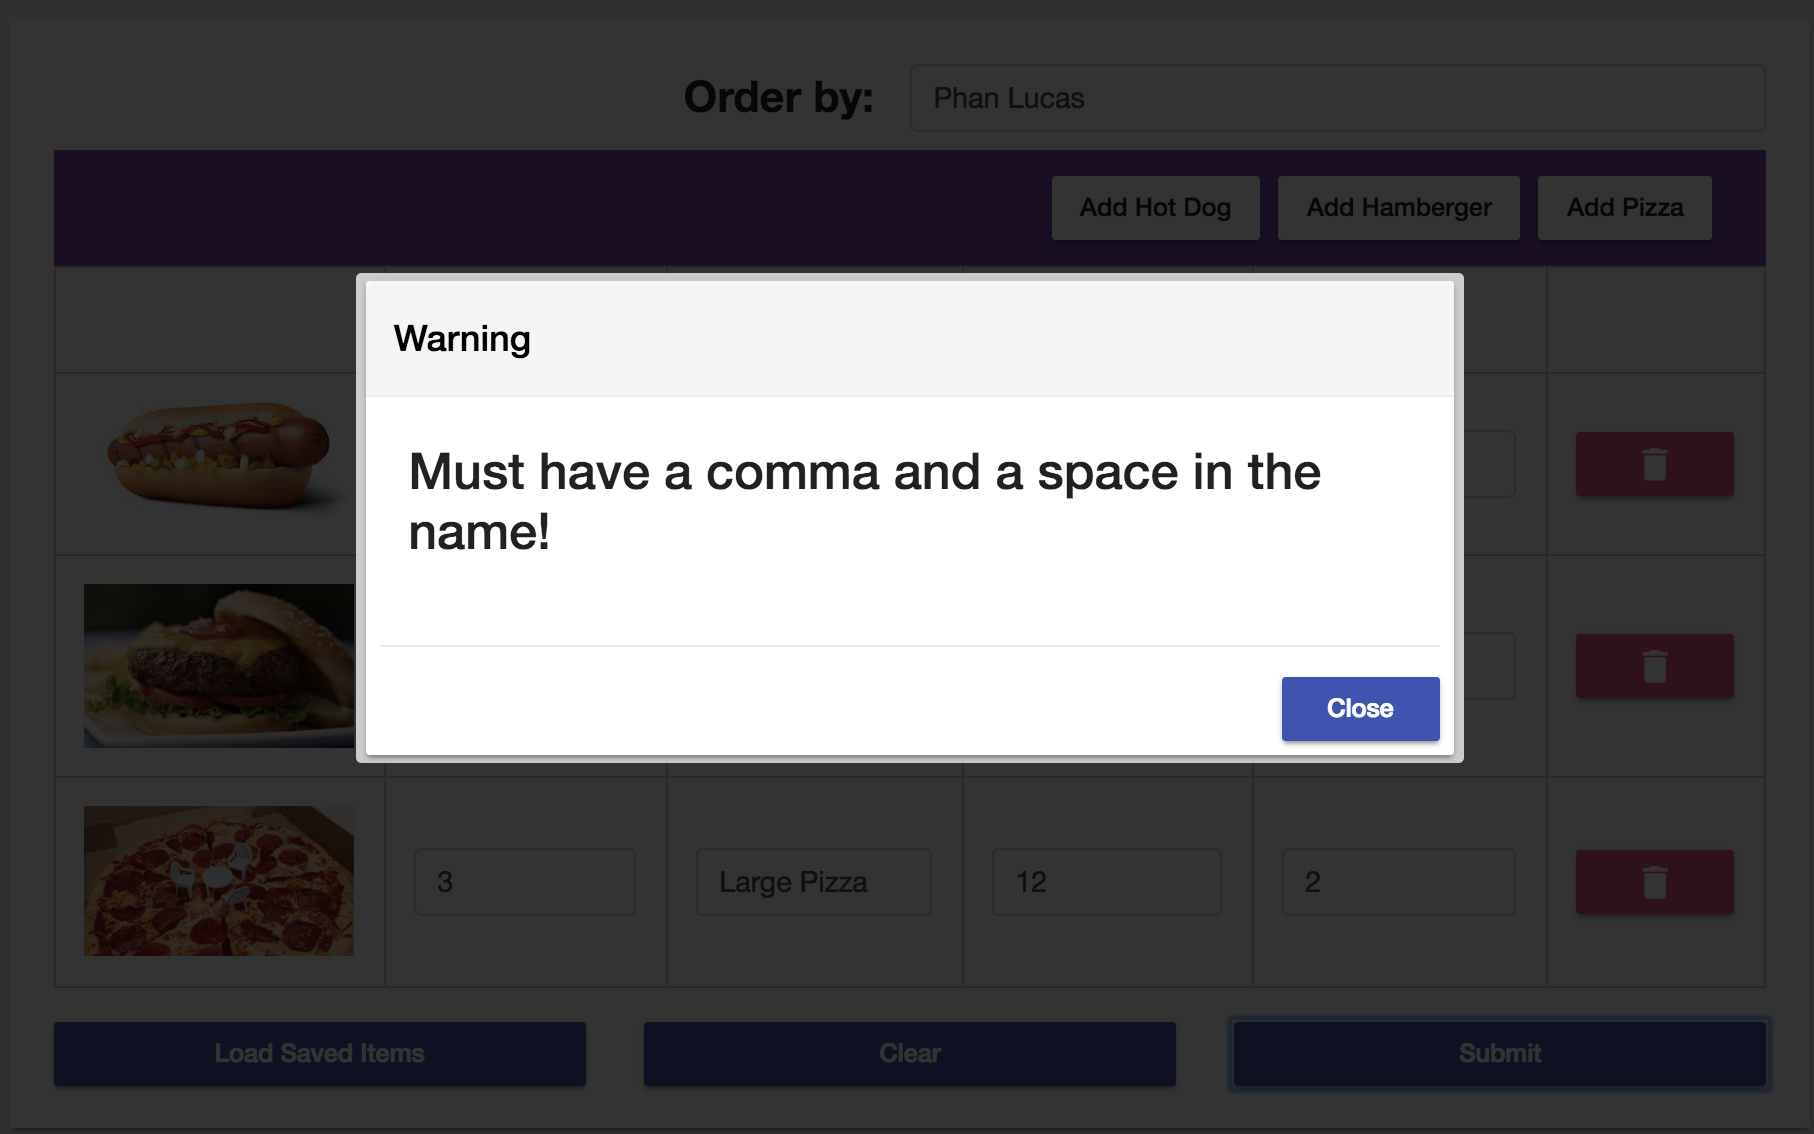 Order by: Phan Lucas
Add Hot Dog Add Hamberger Add Pizza
Warning
Must have a comma and a space in the
name!
Close
3 Large Pizza 12 2
Load Saved Items Clear Submit